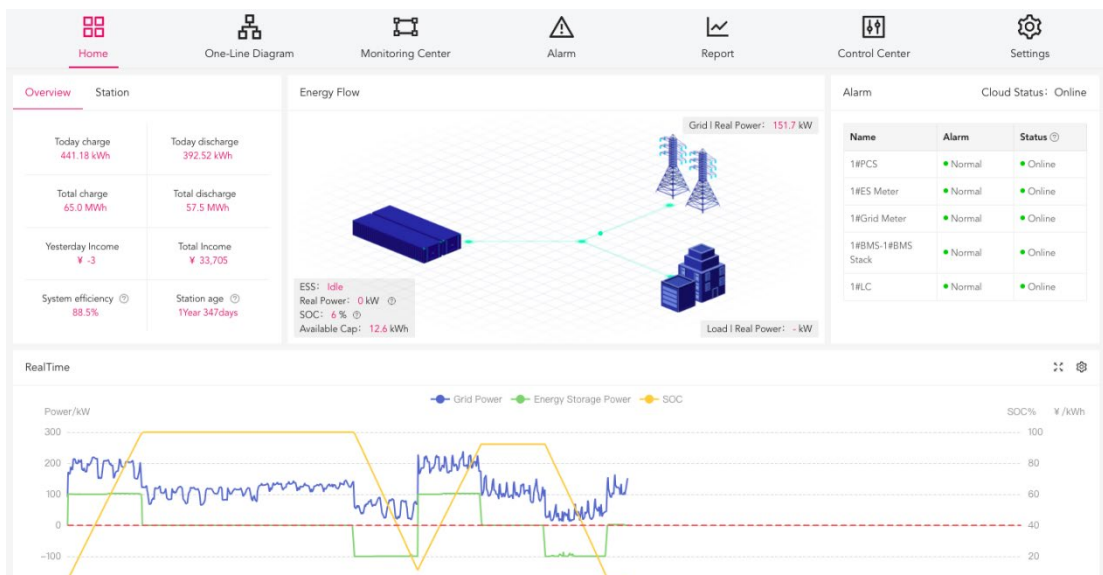 Home One-Line Diagram Monitoring Center Alarm Report Control Center Settings
Overview Station
Today charge Today discharge
441.18 kWh 392.52 kWh
Total charge Total discharge
65.0 MWh 57.5 MWh
Yesterday Income Total Income
¥ -3 ¥ 33,705
System efficiency Station age
88.5% 1Year 347days
Energy Flow
Grid | Real Power: 151.7 kW
ESS: Idle
Real Power: 0 kW
SOC: 6 %
Available Cap: 12.6 kWh
Load | Real Power: - kW
Alarm Cloud Status: Online
Name Alarm Status
1#PCS Normal Online
1#ES Meter Normal Online
1#Grid Meter Normal Online
1#BMS-1#BMS Normal Online
Stack
1#LC Normal Online
RealTime
Grid Power Energy Storage Power SOC
Power/kW SOC% ¥/kWh
300 100
200 80
100 60
0 40
-100 20